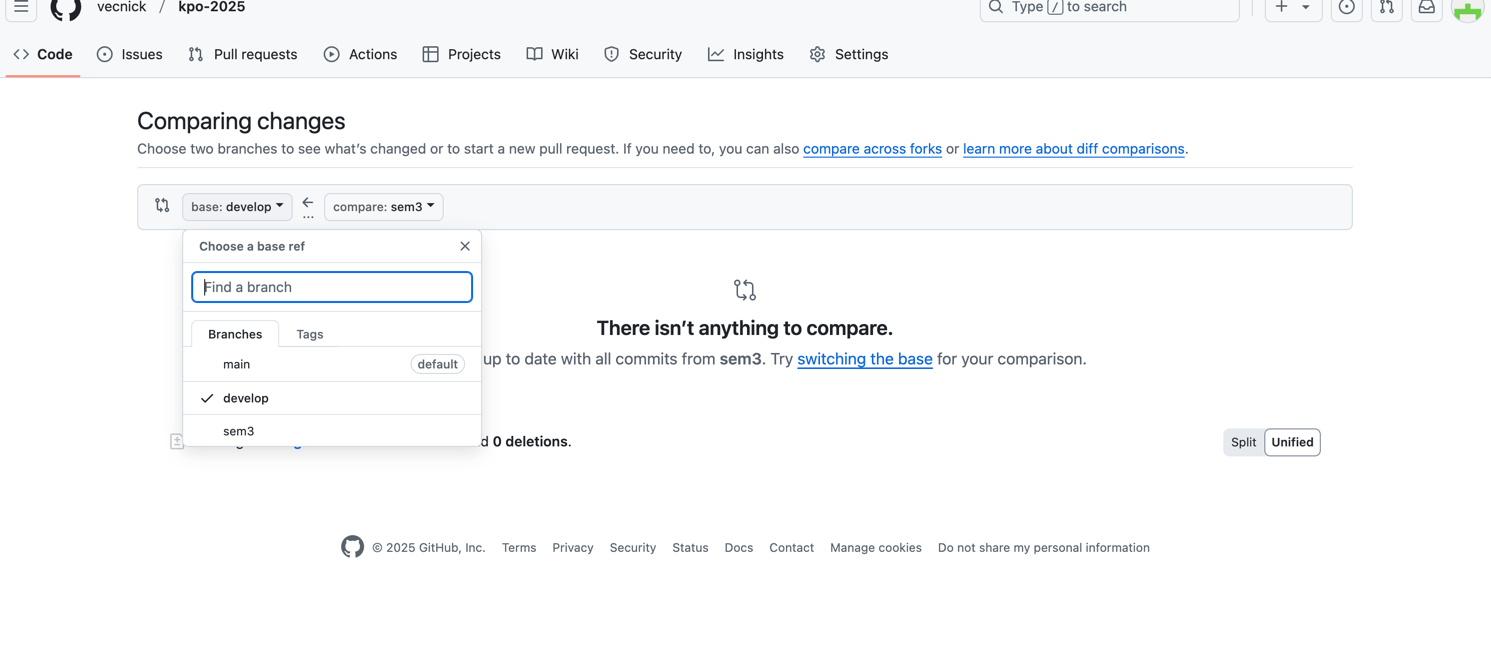 vecnick / kpo-2025
Type / to search
Code Issues Pull requests Actions Projects Wiki Security Insights Settings
Comparing changes
Choose two branches to see what’s changed or to start a new pull request. If you need to, you can also compare across forks or learn more about diff comparisons.
base: develop ... compare: sem3
Choose a base ref
Find a branch
Branches Tags
main default
develop
sem3
There isn’t anything to compare.
up to date with all commits from sem3. Try switching the base for your comparison.
0 deletions.
Split Unified
© 2025 GitHub, Inc. Terms Privacy Security Status Docs Contact Manage cookies Do not share my personal information